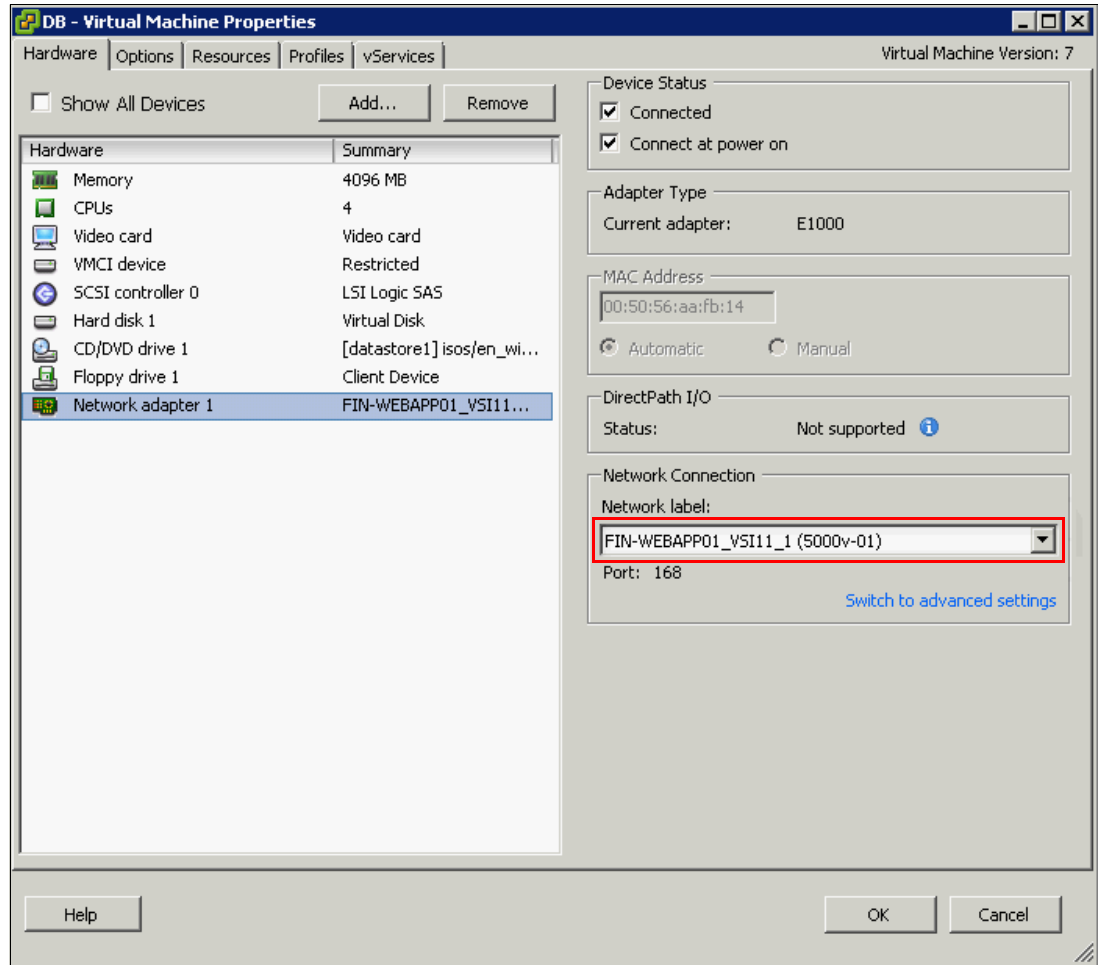 DB - Virtual Machine Properties
Hardware Options Resources Profiles vServices
Virtual Machine Version: 7
Show All Devices
Add...
Remove
Hardware Summary
Memory 4096 MB
CPUs 4
Video card Video card
VMCI device Restricted
SCSI controller 0 LSI Logic SAS
Hard disk 1 Virtual Disk
CD/DVD drive 1 [datastore1] isos/en_wi...
Floppy drive 1 Client Device
Network adapter 1 FIN-WEBAPP01_VSI11...
Device Status
Connected
Connect at power on
Adapter Type
Current adapter: E1000
MAC Address
00:50:56:aa:fb:14
Automatic Manual
DirectPath I/O
Status: Not supported
Network Connection
Network label:
FIN-WEBAPP01_VSI11_1 (5000v-01)
Port: 168
Switch to advanced settings
Help
OK
Cancel